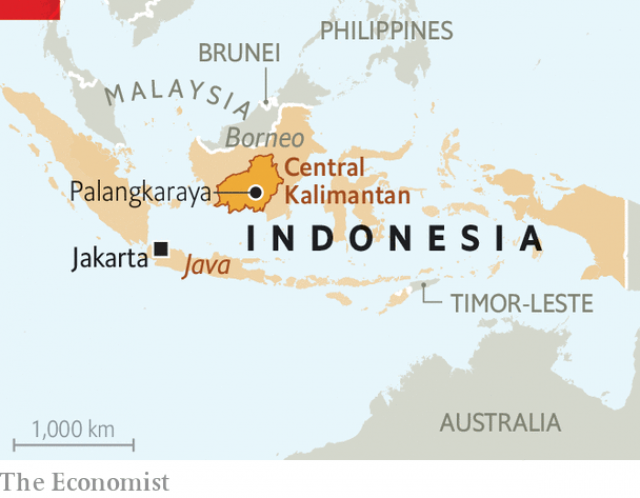 PHILIPPINES
BRUNEI
MALAYSIA
Borneo
Central
Kalimantan
Palangkaraya
INDONESIA
Jakarta
Java
TIMOR-LESTE
AUSTRALIA
1,000 km
The Economist